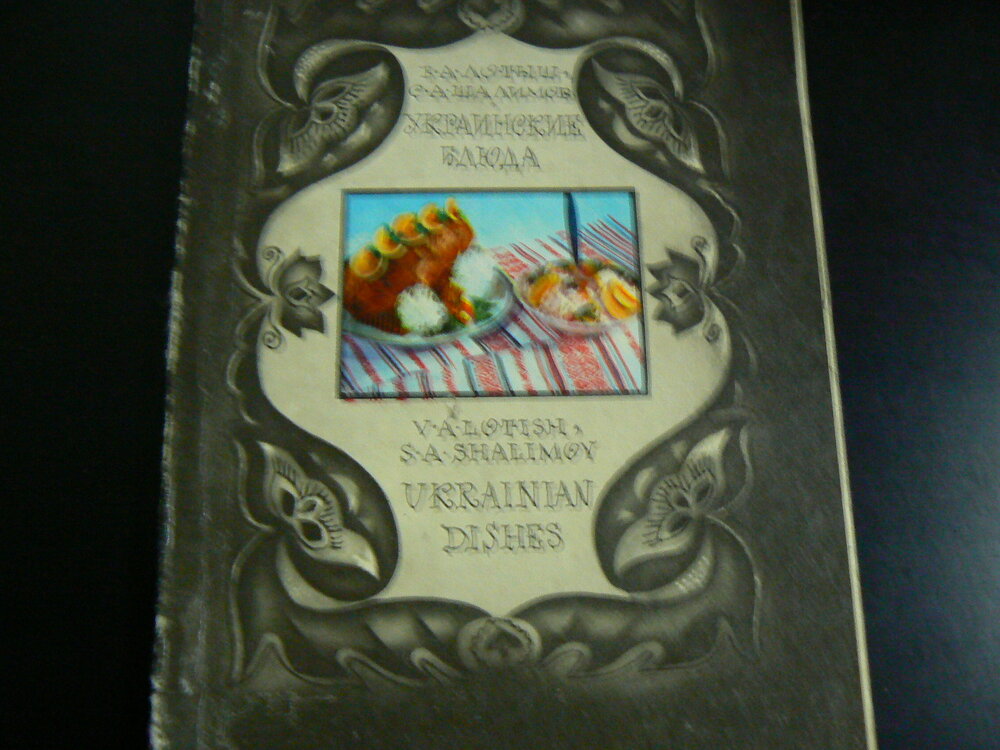 В·А·ЛОТЫШ,
С·А·ШАЛИМОВ
УКРАИНСКИЕ
БЛЮДА
V·A·LOTISH,
S·A·SHALIMOV
UKRAINIAN
DISHES